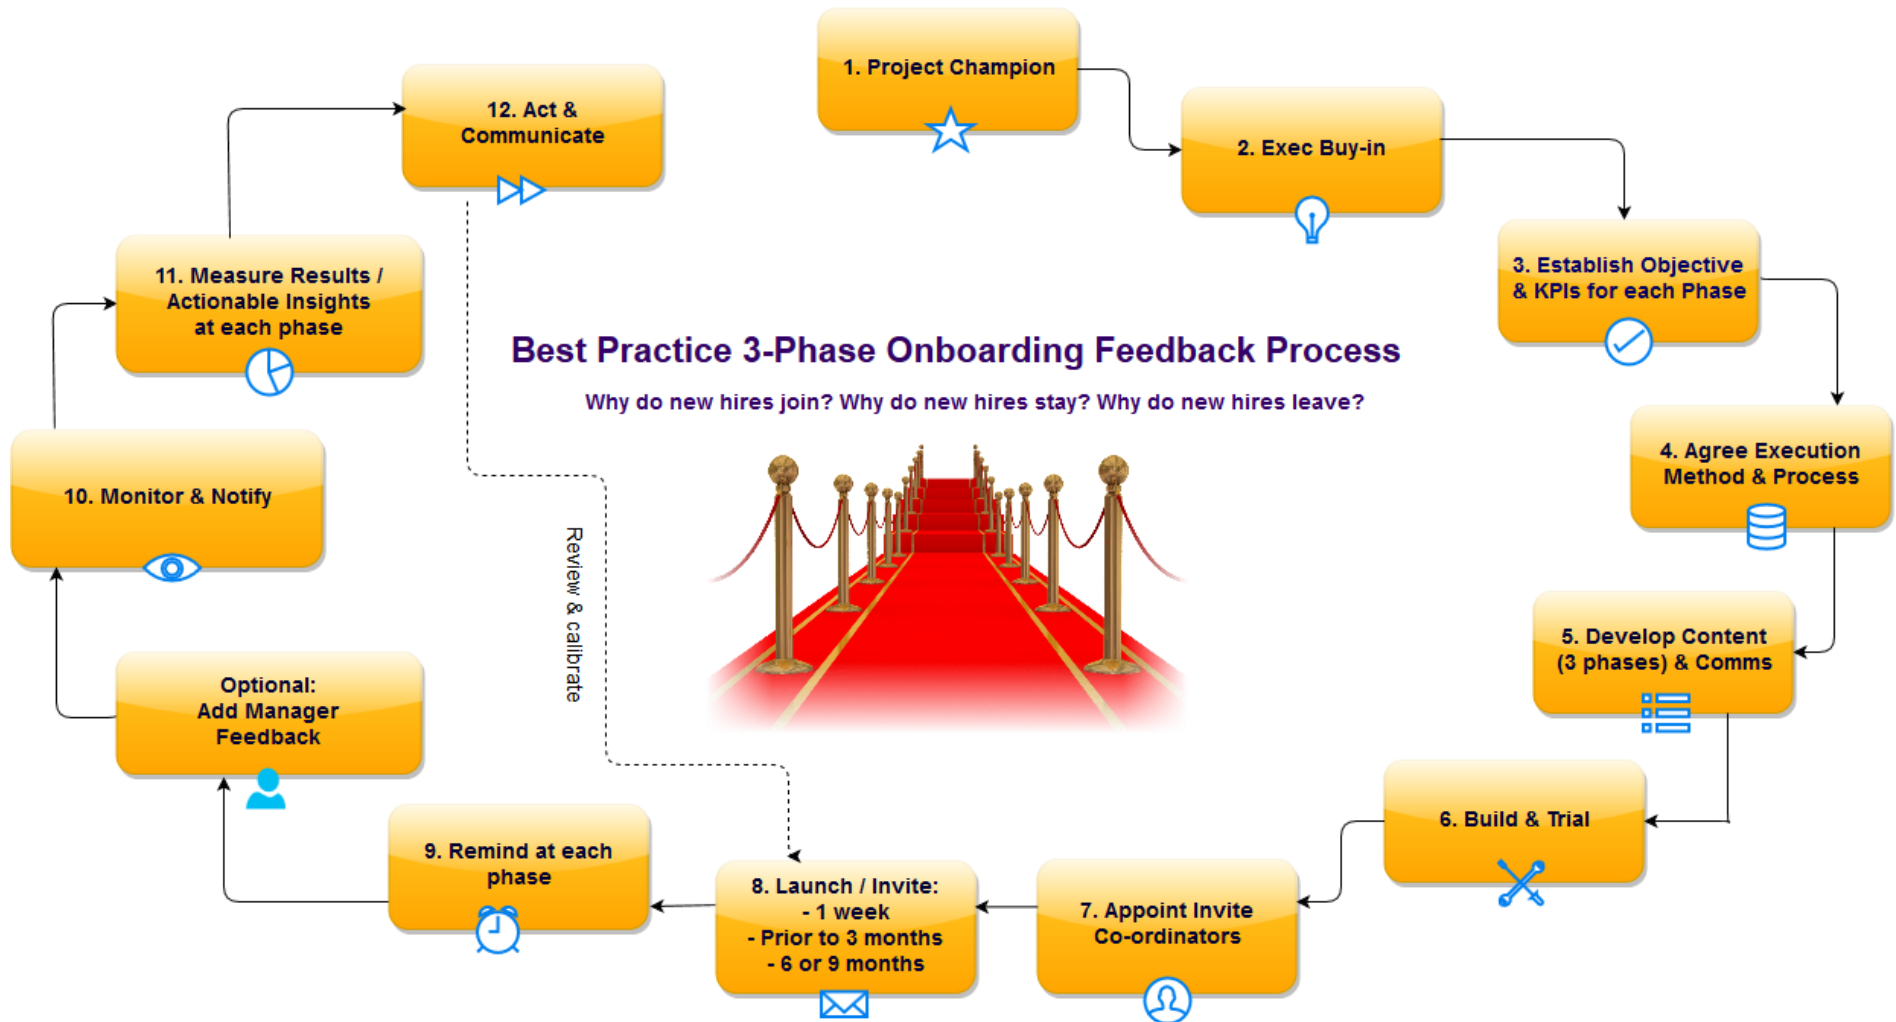 1. Project Champion
2. Exec Buy-in
3. Establish Objective
& KPIs for each Phase
4. Agree Execution
Method & Process
5. Develop Content
(3 phases) & Comms
6. Build & Trial
7. Appoint Invite
Co-ordinators
8. Launch / Invite:
- 1 week
- Prior to 3 months
- 6 or 9 months
9. Remind at each
phase
Optional:
Add Manager
Feedback
10. Monitor & Notify
11. Measure Results /
Actionable Insights
at each phase
12. Act &
Communicate
Review & calibrate
Best Practice 3-Phase Onboarding Feedback Process
Why do new hires join? Why do new hires stay? Why do new hires leave?